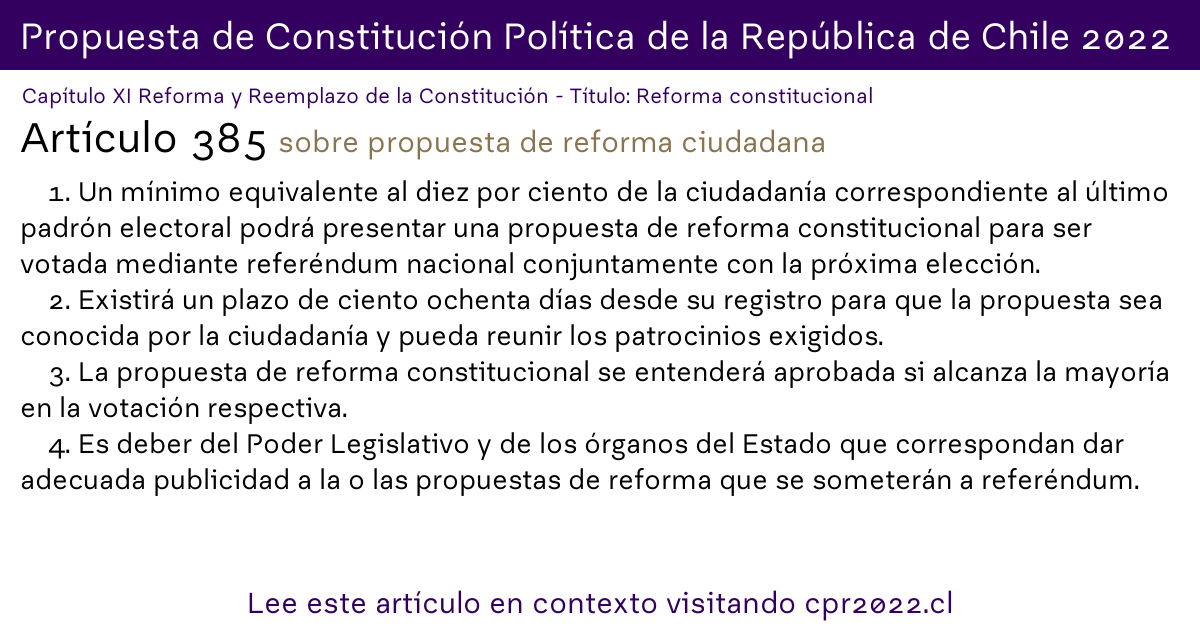 Propuesta de Constitución Política de la República de Chile 2022
Capítulo XI Reforma y Reemplazo de la Constitución - Título: Reforma constitucional
Artículo 385 sobre propuesta de reforma ciudadana
1. Un mínimo equivalente al diez por ciento de la ciudadanía correspondiente al último
padrón electoral podrá presentar una propuesta de reforma constitucional para ser
votada mediante referéndum nacional conjuntamente con la próxima elección.
2. Existirá un plazo de ciento ochenta días desde su registro para que la propuesta sea
conocida por la ciudadanía y pueda reunir los patrocinios exigidos.
3. La propuesta de reforma constitucional se entenderá aprobada si alcanza la mayoría
en la votación respectiva.
4. Es deber del Poder Legislativo y de los órganos del Estado que correspondan dar
adecuada publicidad a la o las propuestas de reforma que se someterán a referéndum.
Lee este artículo en contexto visitando cpr2022.cl